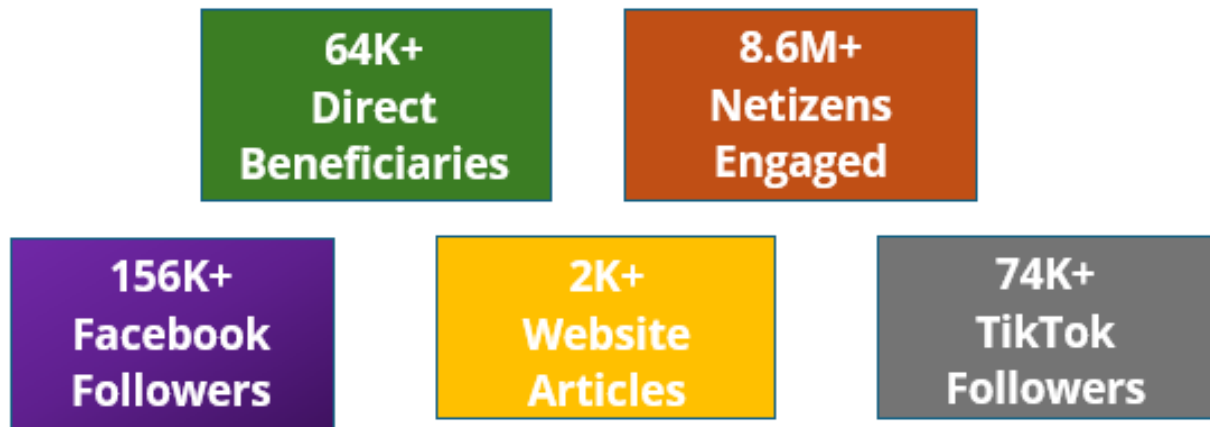 64K+
Direct
Beneficiaries
8.6M+
Netizens
Engaged
156K+
Facebook
Followers
2K+
Website
Articles
74K+
TikTok
Followers